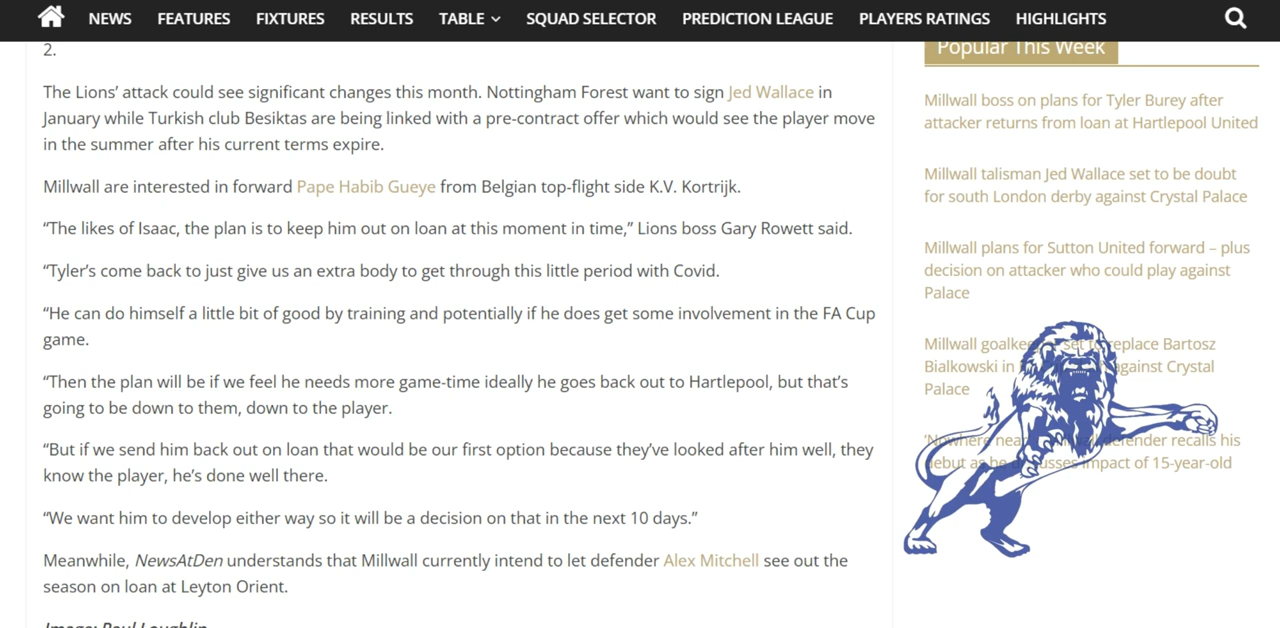 NEWS FEATURES FIXTURES RESULTS TABLE SQUAD SELECTOR PREDICTION LEAGUE PLAYERS RATINGS HIGHLIGHTS
2.
The Lions’ attack could see significant changes this month. Nottingham Forest want to sign Jed Wallace in
January while Turkish club Besiktas are being linked with a pre-contract offer which would see the player move
in the summer after his current terms expire.
Millwall are interested in forward Pape Habib Gueye from Belgian top-flight side K.V. Kortrijk.
“The likes of Isaac, the plan is to keep him out on loan at this moment in time,” Lions boss Gary Rowett said.
“Tyler’s come back to just give us an extra body to get through this little period with Covid.
“He can do himself a little bit of good by training and potentially if he does get some involvement in the FA Cup
game.
“Then the plan will be if we feel he needs more game-time ideally he goes back out to Hartlepool, but that’s
going to be down to them, down to the player.
“But if we send him back out on loan that would be our first option because they’ve looked after him well, they
know the player, he’s done well there.
“We want him to develop either way so it will be a decision on that in the next 10 days.”
Meanwhile, NewsAtDen understands that Millwall currently intend to let defender Alex Mitchell see out the
season on loan at Leyton Orient.
Image: Paul Loughlin
Popular This Week
Millwall boss on plans for Tyler Burey after
attacker returns from loan at Hartlepool United
Millwall talisman Jed Wallace set to be doubt
for south London derby against Crystal Palace
Millwall plans for Sutton United forward – plus
decision on attacker who could play against
Palace
Millwall goalkeeper set to replace Bartosz
Bialkowski in against Crystal
Palace
‘Nowhere near defender recalls his
debut as he discusses impact of 15-year-old